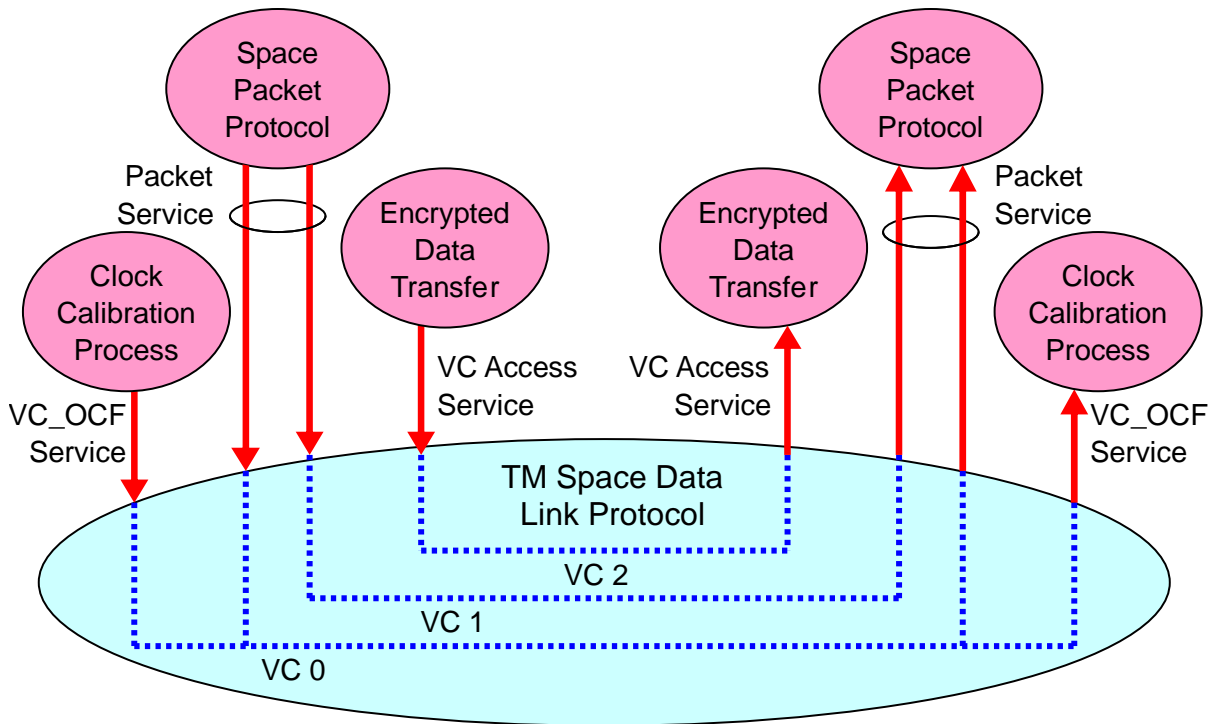 Space
Packet
Protocol
Space
Packet
Protocol
Packet
Service
Packet
Service
Encrypted
Data
Transfer
Encrypted
Data
Transfer
Clock
Calibration
Process
Clock
Calibration
Process
VC_OCF
Service
VC Access
Service
VC Access
Service
VC_OCF
Service
TM Space Data
Link Protocol
VC 2
VC 1
VC 0